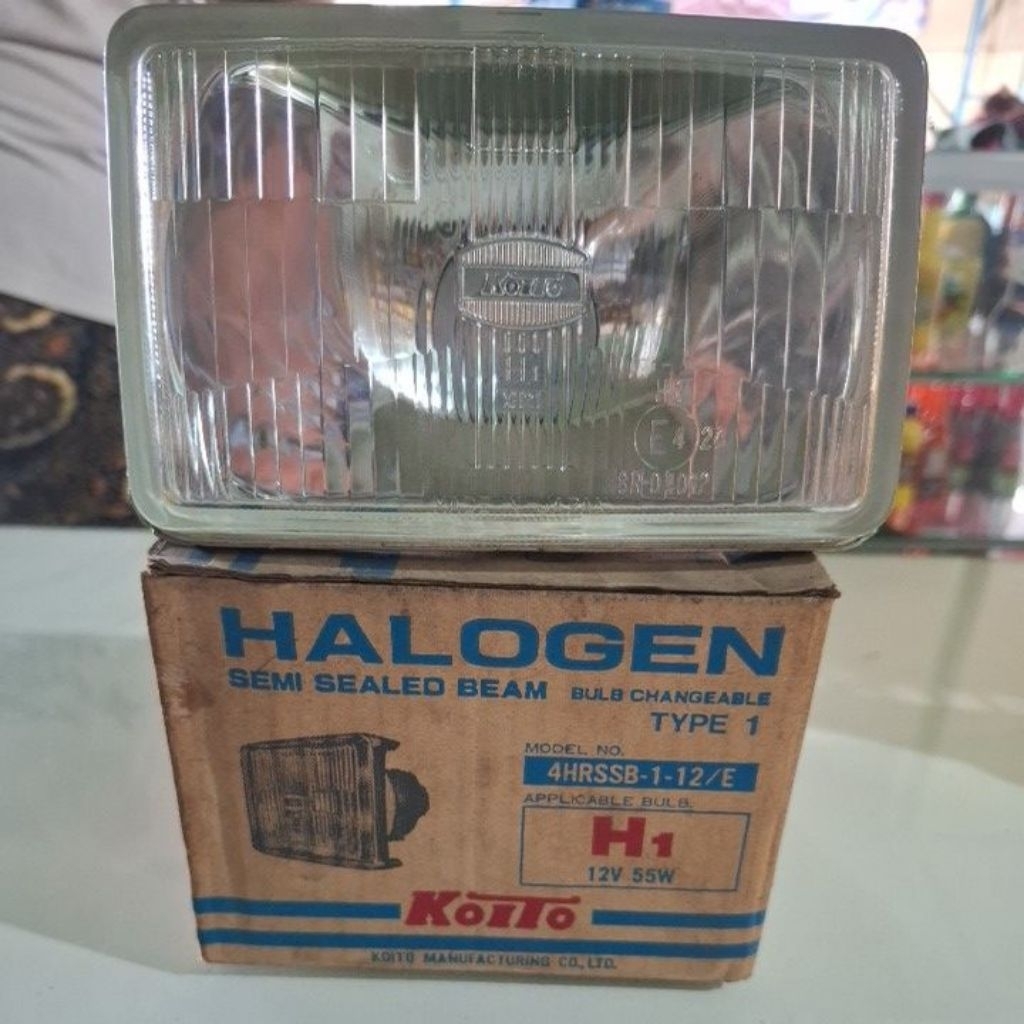 KOITO
H1
E4
HALOGEN
SEMI SEALED BEAM BULB CHANGEABLE
TYPE 1
MODEL NO.
4HRSSB-1-12/E
APPLICABLE BULB.
H1
12V 55W
KOITO
KOITO MANUFACTURING CO., LTD.